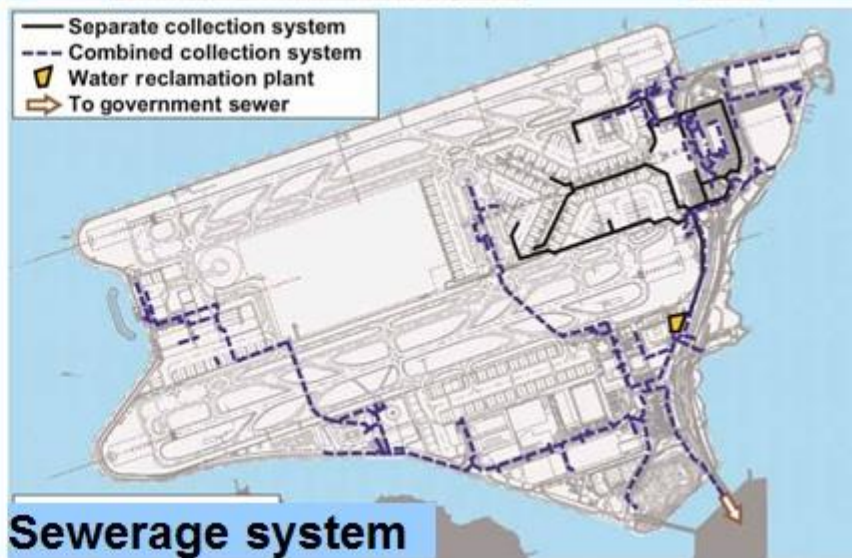 Separate collection system
Combined collection system
Water reclamation plant
To government sewer
Sewerage system